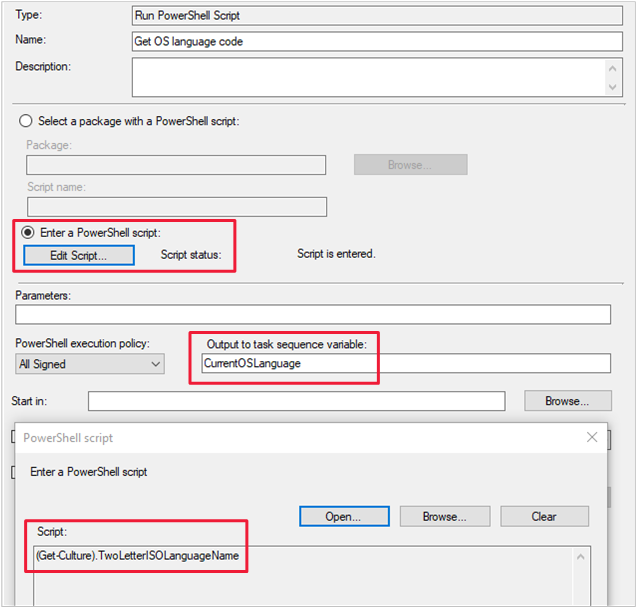 Type: Run PowerShell Script
Name: Get OS language code
Description:
Select a package with a PowerShell script:
Package:
Browse...
Script name:
Enter a PowerShell script:
Edit Script... Script status: Script is entered.
Parameters:
PowerShell execution policy: Output to task sequence variable:
All Signed CurrentOSLanguage
Start in: Browse...
PowerShell script
Enter a PowerShell script
Open... Browse... Clear
Script:
(Get-Culture).TwoLetterISOLanguageName